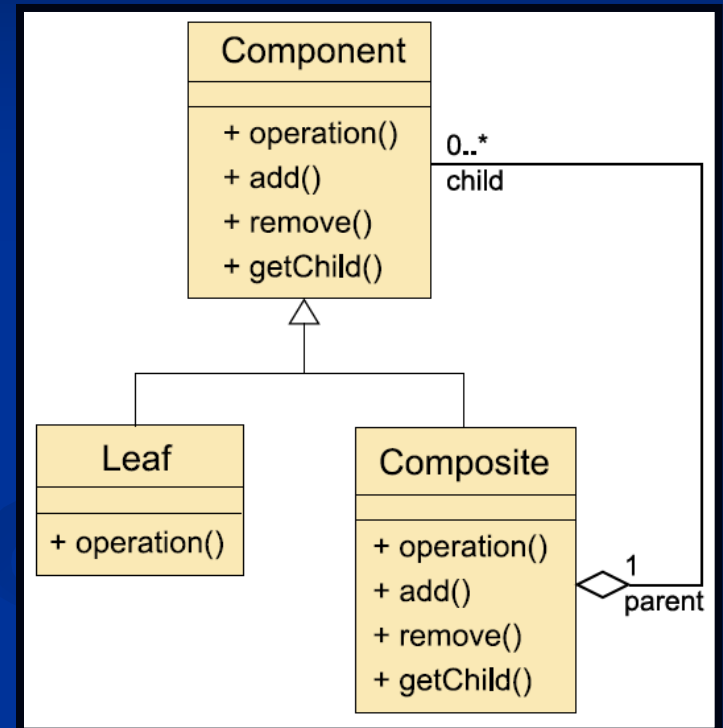 Component
+ operation()
+ add()
+ remove()
+ getChild()
0..*
child
Leaf
+ operation()
Composite
+ operation()
+ add()
+ remove()
+ getChild()
1
parent